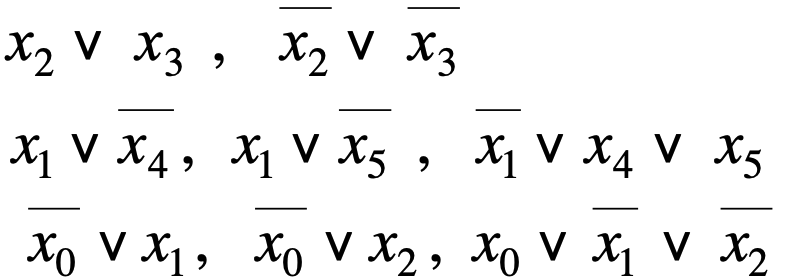 x₂ ∨ x₃ , x̅₂ ∨ x̅₃
x₁ ∨ x̅₄, x₁ ∨ x̅₅ , x̅₁ ∨ x₄ ∨ x₅
x̅₀ ∨ x₁, x̅₀ ∨ x₂, x₀ ∨ x̅₁ ∨ x̅₂